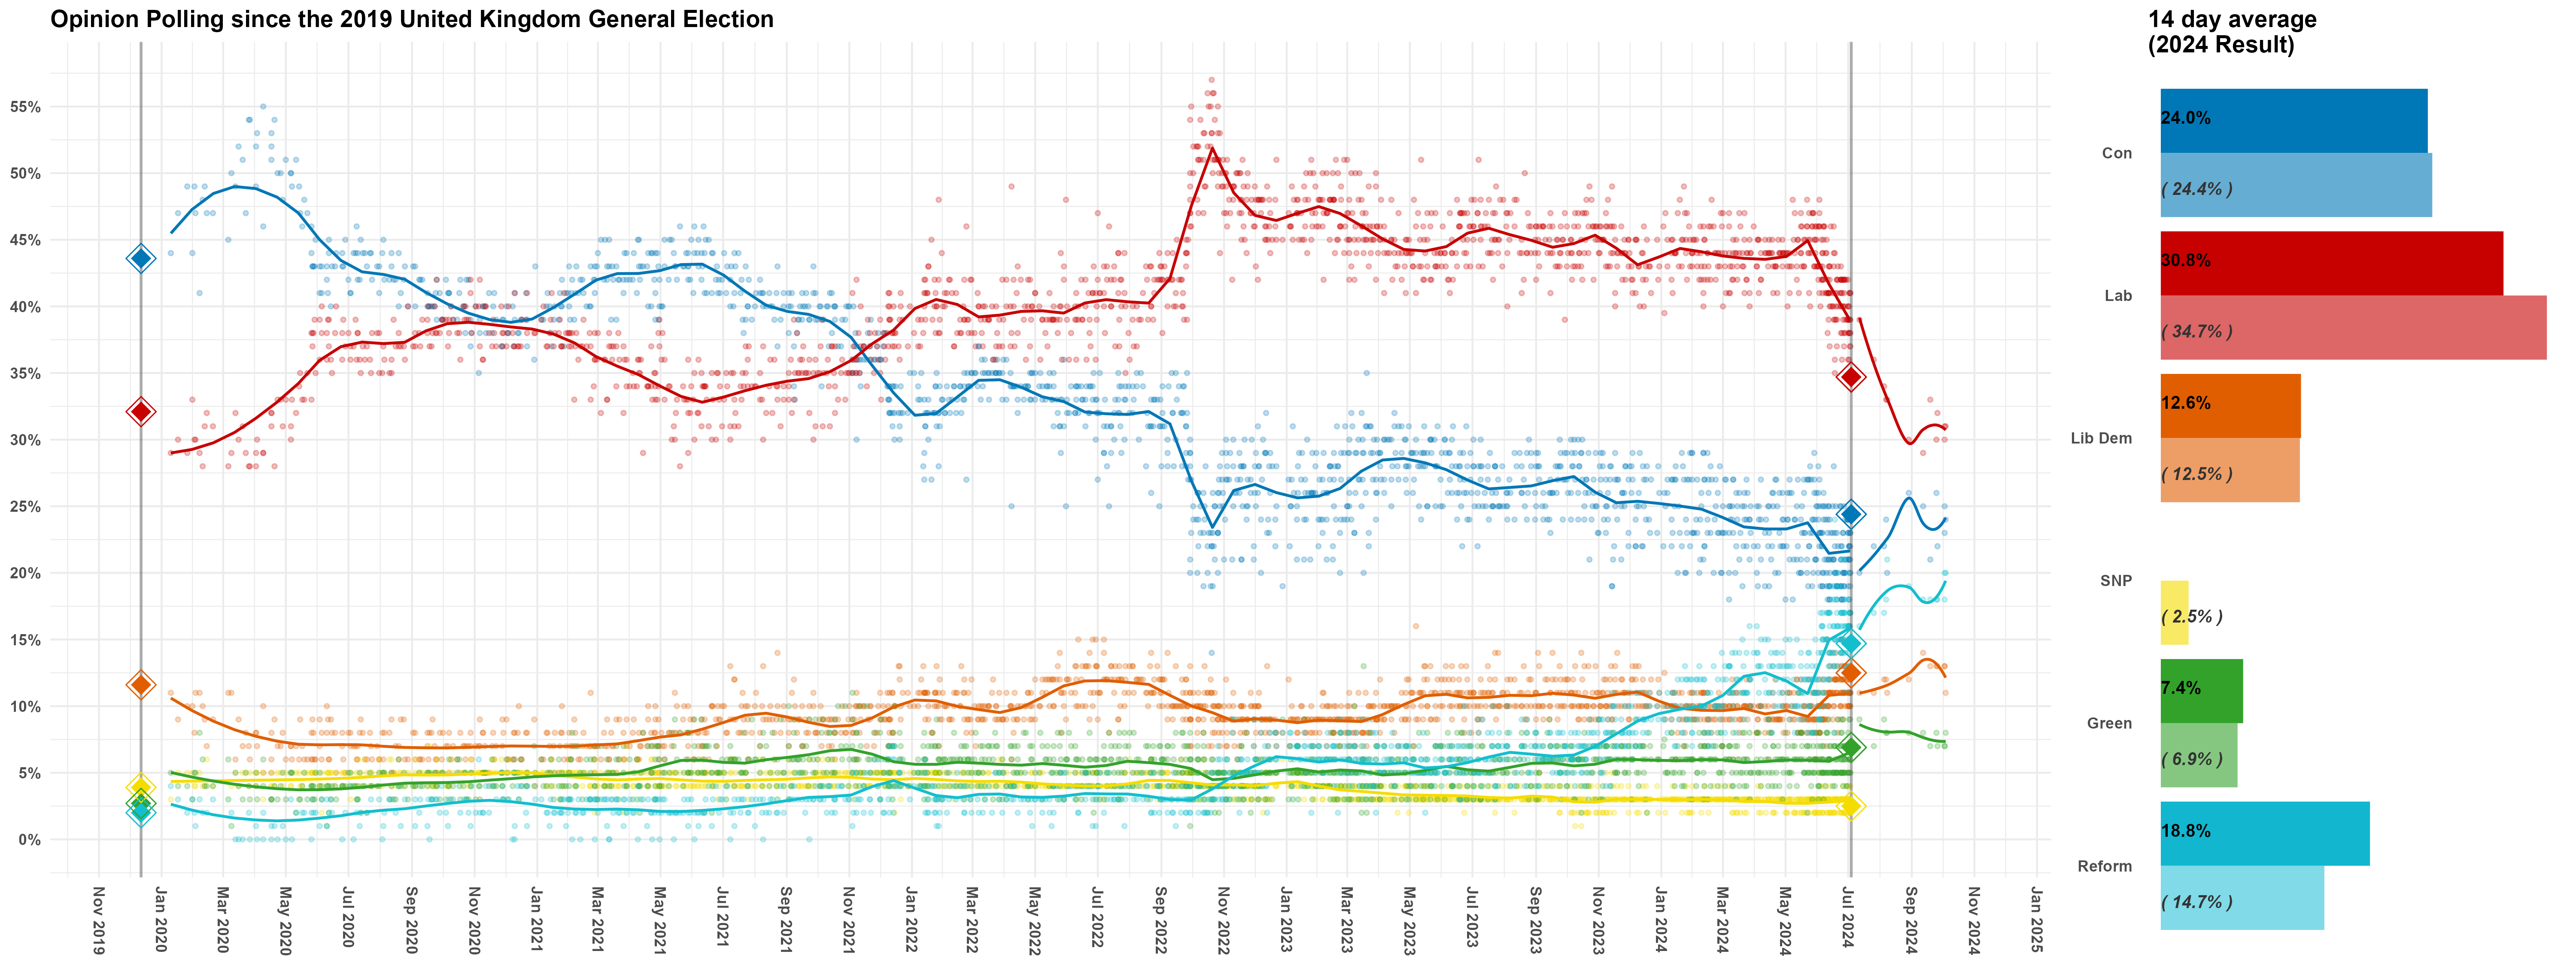 Opinion Polling since the 2019 United Kingdom General Election
14 day average
(2024 Result)
55%
50%
45%
40%
35%
30%
25%
20%
15%
10%
5%
0%
Nov 2019
Jan 2020
Mar 2020
May 2020
Jul 2020
Sep 2020
Nov 2020
Jan 2021
Mar 2021
May 2021
Jul 2021
Sep 2021
Nov 2021
Jan 2022
Mar 2022
May 2022
Jul 2022
Sep 2022
Nov 2022
Jan 2023
Mar 2023
May 2023
Jul 2023
Sep 2023
Nov 2023
Jan 2024
Mar 2024
May 2024
Jul 2024
Sep 2024
Nov 2024
Jan 2025
Con
24.0%
( 24.4% )
Lab
30.8%
( 34.7% )
Lib Dem
12.6%
( 12.5% )
SNP
( 2.5% )
Green
7.4%
( 6.9% )
Reform
18.8%
( 14.7% )